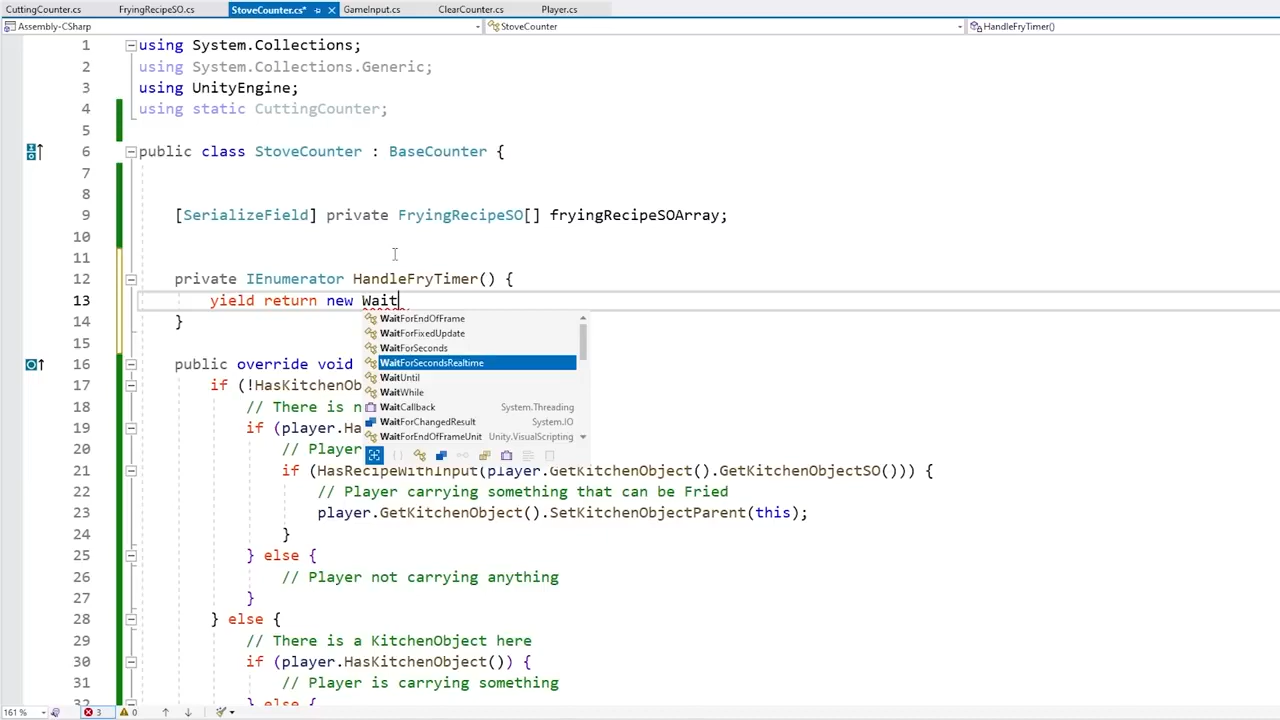 CuttingCounter.cs FryingRecipeSO.cs StoveCounter.cs* GameInput.cs ClearCounter.cs Player.cs
Assembly-CSharp StoveCounter HandleFryTimer()
1 using System.Collections;
2 using System.Collections.Generic;
3 using UnityEngine;
4 using static CuttingCounter;
5
6 public class StoveCounter : BaseCounter {
7
8
9 [SerializeField] private FryingRecipeSO[] fryingRecipeSOArray;
10
11
12 private IEnumerator HandleFryTimer() {
13 yield return new Wait
WaitForEndOfFrame
WaitForFixedUpdate
WaitForSeconds
WaitForSecondsRealtime
WaitUntil
WaitWhile
WaitCallback System.Threading
WaitForChangedResult System.IO
WaitForEndOfFrameUnit Unity.VisualScripting
14 }
15
16 public override void
17 if (!HasKitchenOb
18 // There is n
19 if (player.Ha
20 // Player
21 if (HasRecipeWithInput(player.GetKitchenObject().GetKitchenObjectSO())) {
22 // Player carrying something that can be Fried
23 player.GetKitchenObject().SetKitchenObjectParent(this);
24 }
25 } else {
26 // Player not carrying anything
27 }
28 } else {
29 // There is a KitchenObject here
30 if (player.HasKitchenObject()) {
31 // Player is carrying something
32 } else {
161 % 3 0